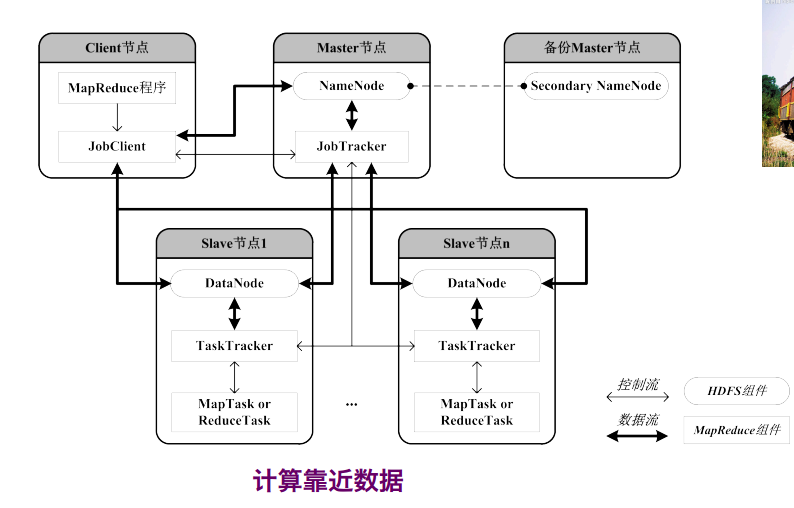 Client节点
MapReduce程序
JobClient
Master节点
NameNode
JobTracker
备份Master节点
Secondary NameNode
Slave节点1
DataNode
TaskTracker
MapTask or
ReduceTask
...
Slave节点n
DataNode
TaskTracker
MapTask or
ReduceTask
控制流
HDFS组件
数据流
MapReduce组件
计算靠近数据